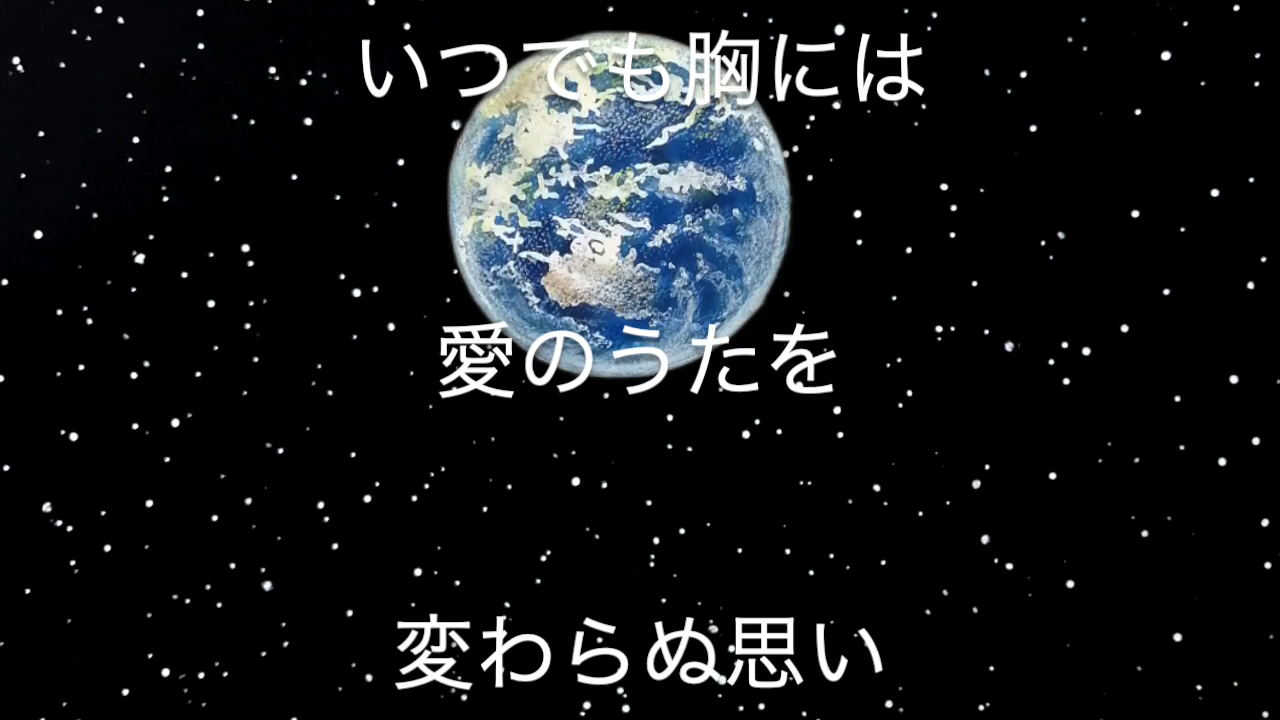 いつでも胸には
愛のうたを
変わらぬ思い